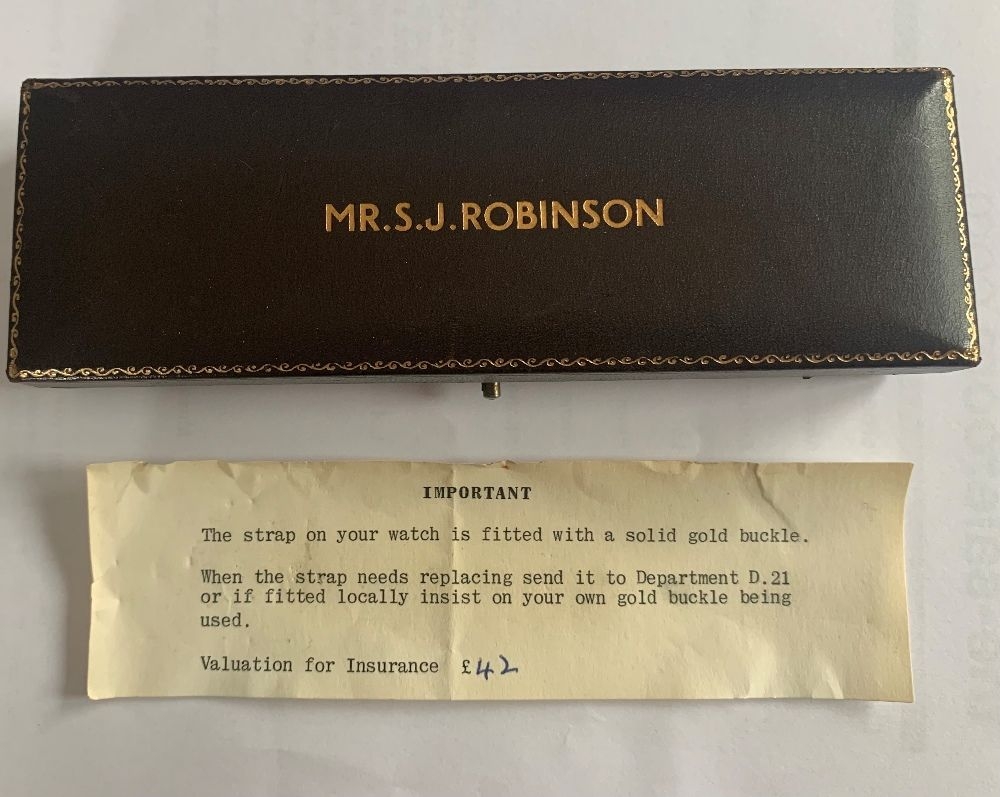 MR.S.J.ROBINSON
IMPORTANT
The strap on your watch is fitted with a solid gold buckle.
When the strap needs replacing send it to Department D.21
or if fitted locally insist on your own gold buckle being
used.
Valuation for Insurance £42